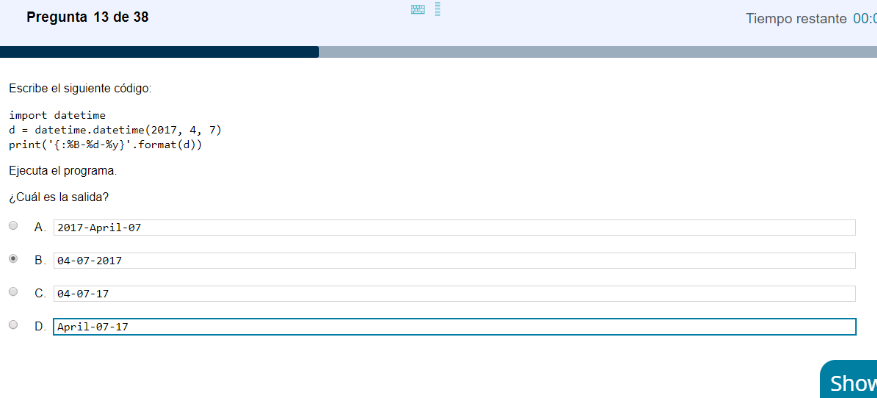 Pregunta 13 de 38
Tiempo restante 00:
Escribe el siguiente código:
import datetime
d = datetime.datetime(2017, 4, 7)
print('{:%B-%d-%y}'.format(d))
Ejecuta el programa.
¿Cuál es la salida?
A. 2017-April-07
B. 04-07-2017
C. 04-07-17
D. April-07-17
Show